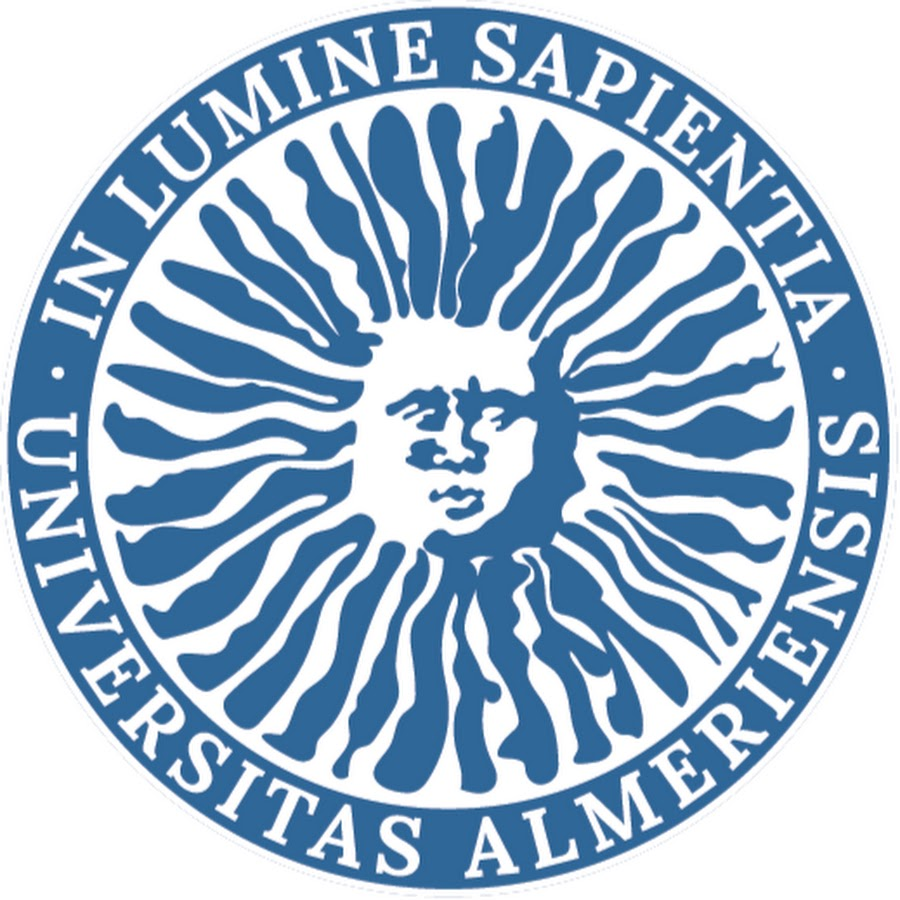 IN LUMINE SAPIENTIA
· UNIVERSITAS ALMERIENSIS ·